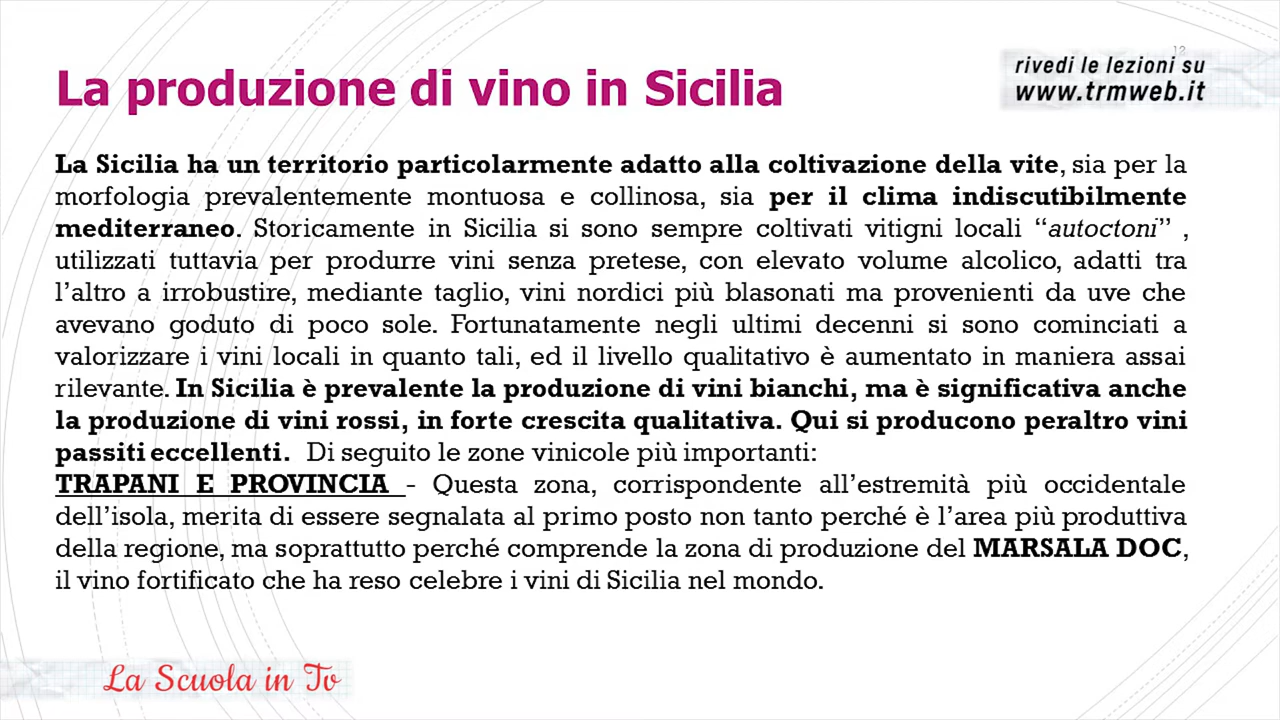 12
La produzione di vino in Sicilia
rivedi le lezioni su
www.trmweb.it
La Sicilia ha un territorio particolarmente adatto alla coltivazione della vite, sia per la
morfologia prevalentemente montuosa e collinosa, sia per il clima indiscutibilmente
mediterraneo. Storicamente in Sicilia si sono sempre coltivati vitigni locali “autoctoni” ,
utilizzati tuttavia per produrre vini senza pretese, con elevato volume alcolico, adatti tra
l’altro a irrobustire, mediante taglio, vini nordici più blasonati ma provenienti da uve che
avevano goduto di poco sole. Fortunatamente negli ultimi decenni si sono cominciati a
valorizzare i vini locali in quanto tali, ed il livello qualitativo è aumentato in maniera assai
rilevante. In Sicilia è prevalente la produzione di vini bianchi, ma è significativa anche
la produzione di vini rossi, in forte crescita qualitativa. Qui si producono peraltro vini
passiti eccellenti. Di seguito le zone vinicole più importanti:
TRAPANI E PROVINCIA - Questa zona, corrispondente all’estremità più occidentale
dell’isola, merita di essere segnalata al primo posto non tanto perché è l’area più produttiva
della regione, ma soprattutto perché comprende la zona di produzione del MARSALA DOC,
il vino fortificato che ha reso celebre i vini di Sicilia nel mondo.
La Scuola in Tv